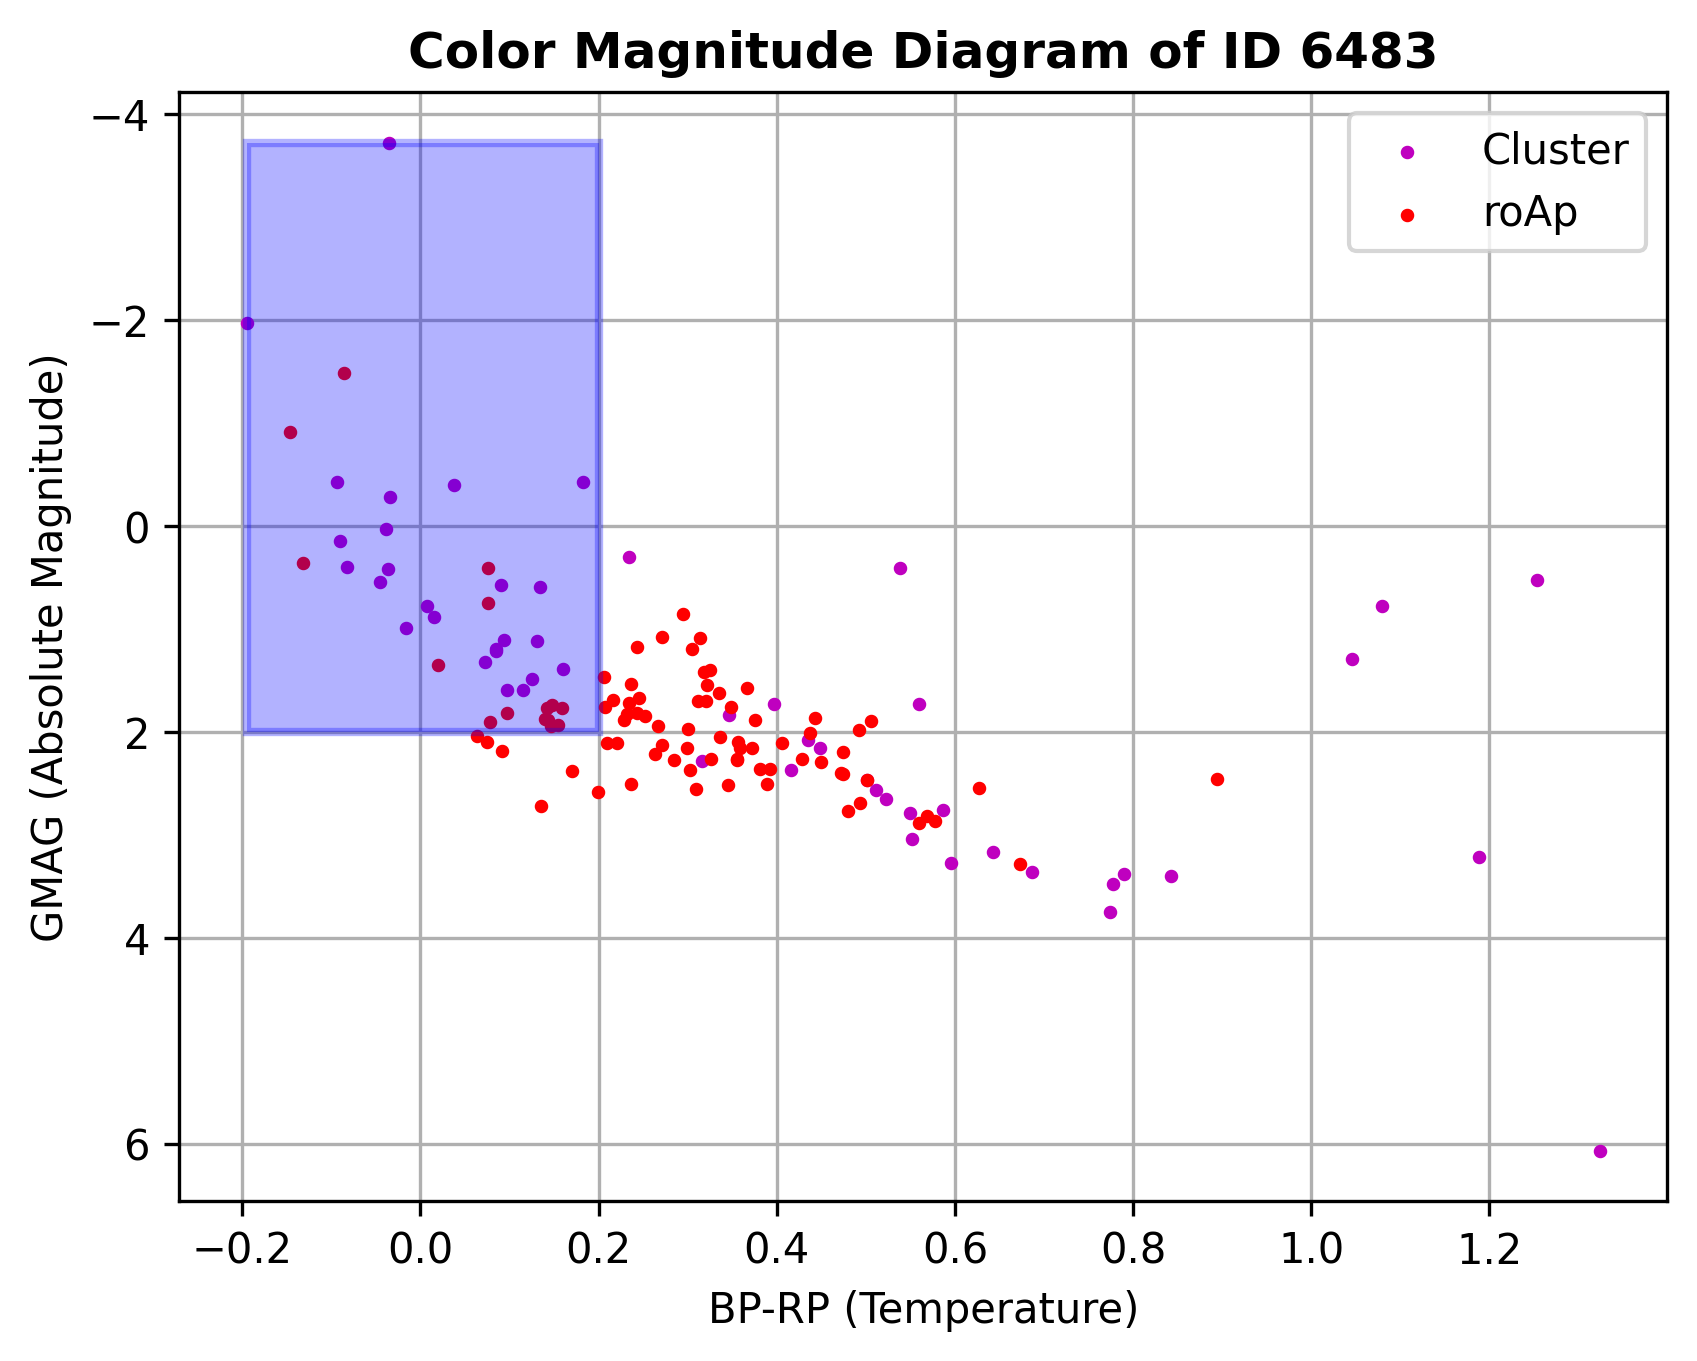 Color Magnitude Diagram of ID 6483
Cluster
roAp
GMAG (Absolute Magnitude)
−4
−2
0
2
4
6
−0.2 0.0 0.2 0.4 0.6 0.8 1.0 1.2
BP-RP (Temperature)